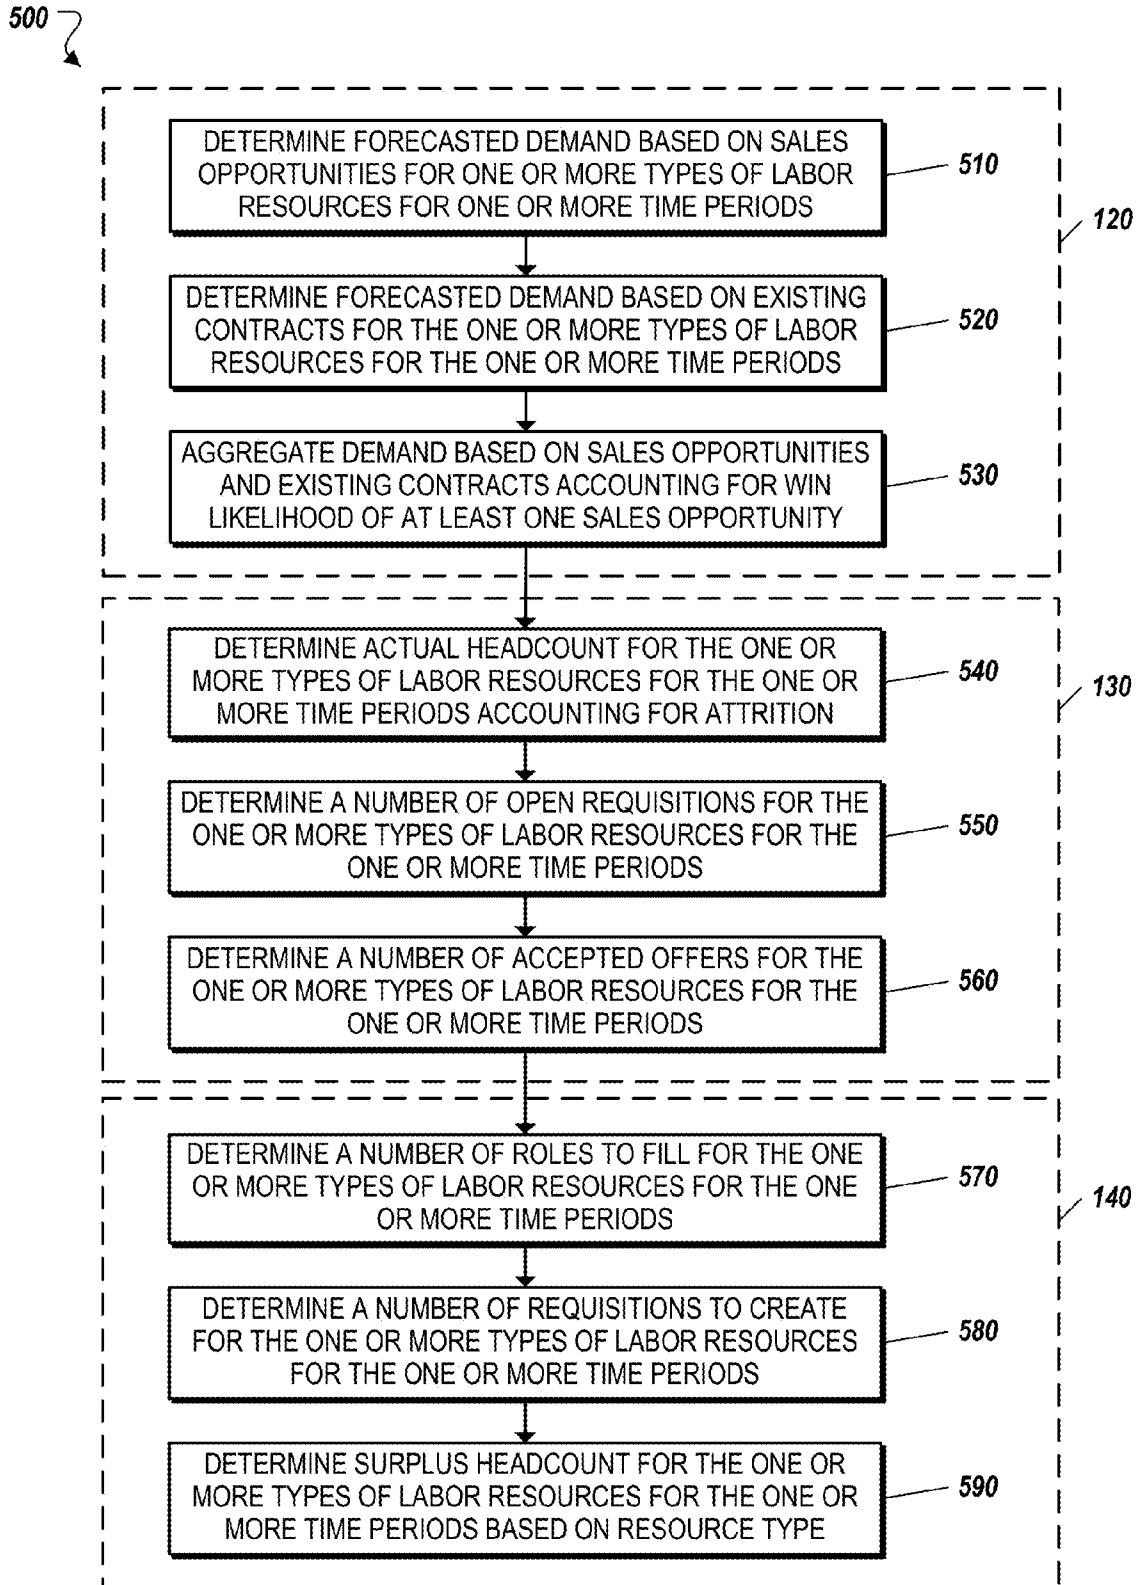 500
DETERMINE FORECASTED DEMAND BASED ON SALES
OPPORTUNITIES FOR ONE OR MORE TYPES OF LABOR
RESOURCES FOR ONE OR MORE TIME PERIODS
510
120
DETERMINE FORECASTED DEMAND BASED ON EXISTING
CONTRACTS FOR THE ONE OR MORE TYPES OF LABOR
RESOURCES FOR THE ONE OR MORE TIME PERIODS
520
AGGREGATE DEMAND BASED ON SALES OPPORTUNITIES
AND EXISTING CONTRACTS ACCOUNTING FOR WIN
LIKELIHOOD OF AT LEAST ONE SALES OPPORTUNITY
530
DETERMINE ACTUAL HEADCOUNT FOR THE ONE OR
MORE TYPES OF LABOR RESOURCES FOR THE ONE OR
MORE TIME PERIODS ACCOUNTING FOR ATTRITION
540
130
DETERMINE A NUMBER OF OPEN REQUISITIONS FOR THE
ONE OR MORE TYPES OF LABOR RESOURCES FOR THE
ONE OR MORE TIME PERIODS
550
DETERMINE A NUMBER OF ACCEPTED OFFERS FOR THE
ONE OR MORE TYPES OF LABOR RESOURCES FOR THE
ONE OR MORE TIME PERIODS
560
DETERMINE A NUMBER OF ROLES TO FILL FOR THE ONE
OR MORE TYPES OF LABOR RESOURCES FOR THE ONE
OR MORE TIME PERIODS
570
140
DETERMINE A NUMBER OF REQUISITIONS TO CREATE
FOR THE ONE OR MORE TYPES OF LABOR RESOURCES
FOR THE ONE OR MORE TIME PERIODS
580
DETERMINE SURPLUS HEADCOUNT FOR THE ONE OR
MORE TYPES OF LABOR RESOURCES FOR THE ONE OR
MORE TIME PERIODS BASED ON RESOURCE TYPE
590